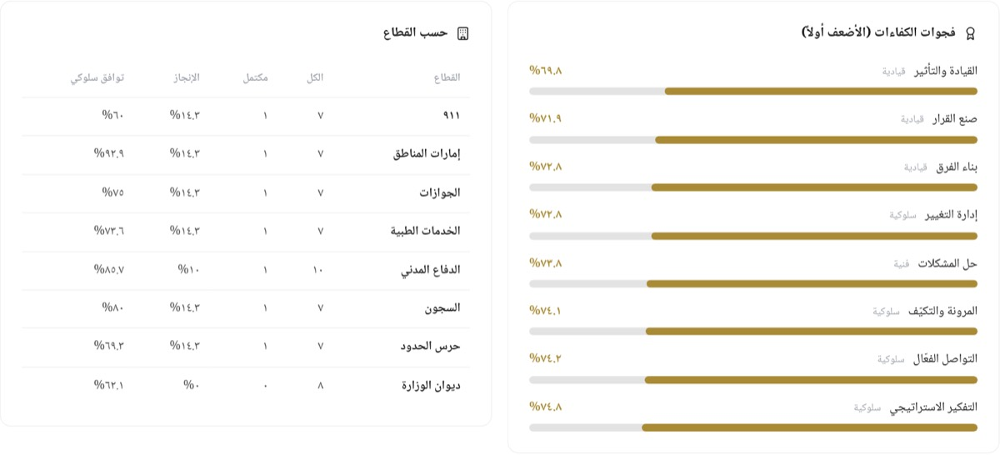 فجوات الكفاءات (الأضعف أولاً)
القيادة والتأثير قيادية %٦٩.٨
صنع القرار قيادية %٧١.٩
بناء الفرق قيادية %٧٢.٨
إدارة التغيير سلوكية %٧٢.٨
حل المشكلات فنية %٧٣.٨
المرونة والتكيّف سلوكية %٧٤.١
التواصل الفعّال سلوكية %٧٤.٢
التفكير الاستراتيجي سلوكية %٧٤.٨
حسب القطاع
القطاع الكل مكتمل الإنجاز توافق سلوكي
٩١١ ٧ ١ %١٤.٣ %٦٠
إمارات المناطق ٧ ١ %١٤.٣ %٩٢.٩
الجوازات ٧ ١ %١٤.٣ %٧٥
الخدمات الطبية ٧ ١ %١٤.٣ %٧٣.٦
الدفاع المدني ١٠ ١ %١٠ %٨٥.٧
السجون ٧ ١ %١٤.٣ %٨٠
حرس الحدود ٧ ١ %١٤.٣ %٦٩.٣
ديوان الوزارة ٨ ٠ %٠ %٦٢.١